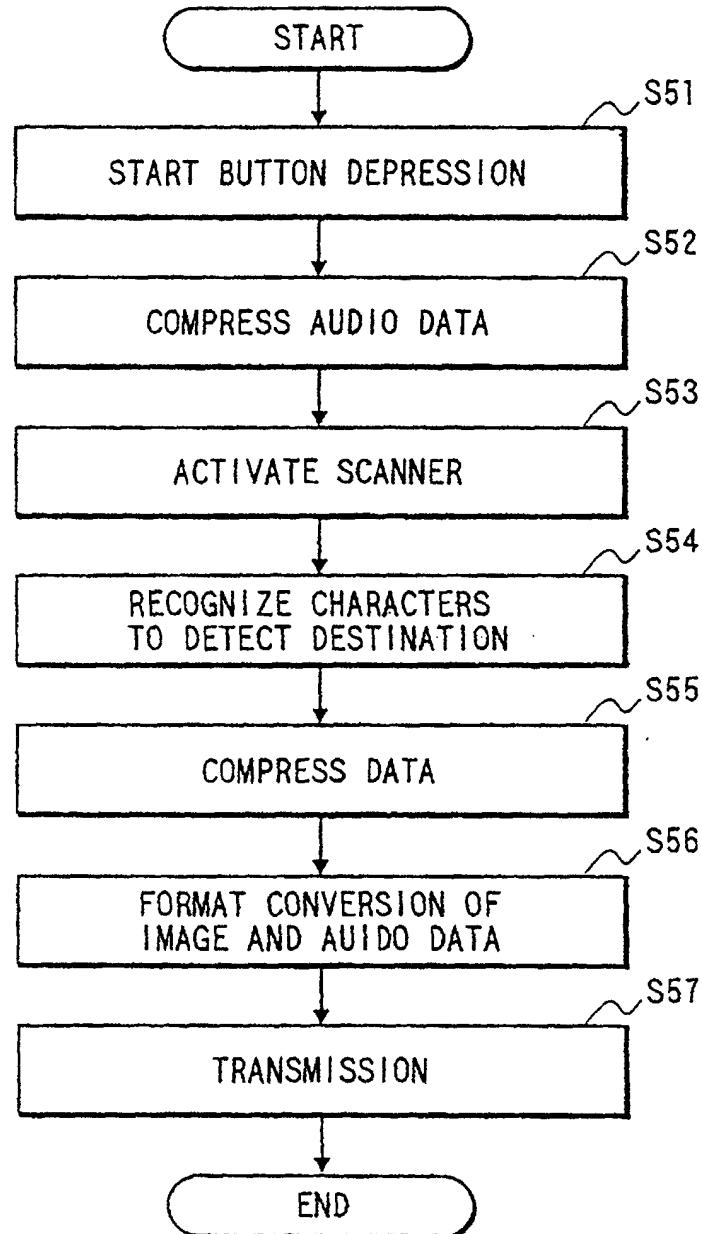 START
S51
START BUTTON DEPRESSION
S52
COMPRESS AUDIO DATA
S53
ACTIVATE SCANNER
S54
RECOGNIZE CHARACTERS
TO DETECT DESTINATION
S55
COMPRESS DATA
S56
FORMAT CONVERSION OF
IMAGE AND AUIDO DATA
S57
TRANSMISSION
END